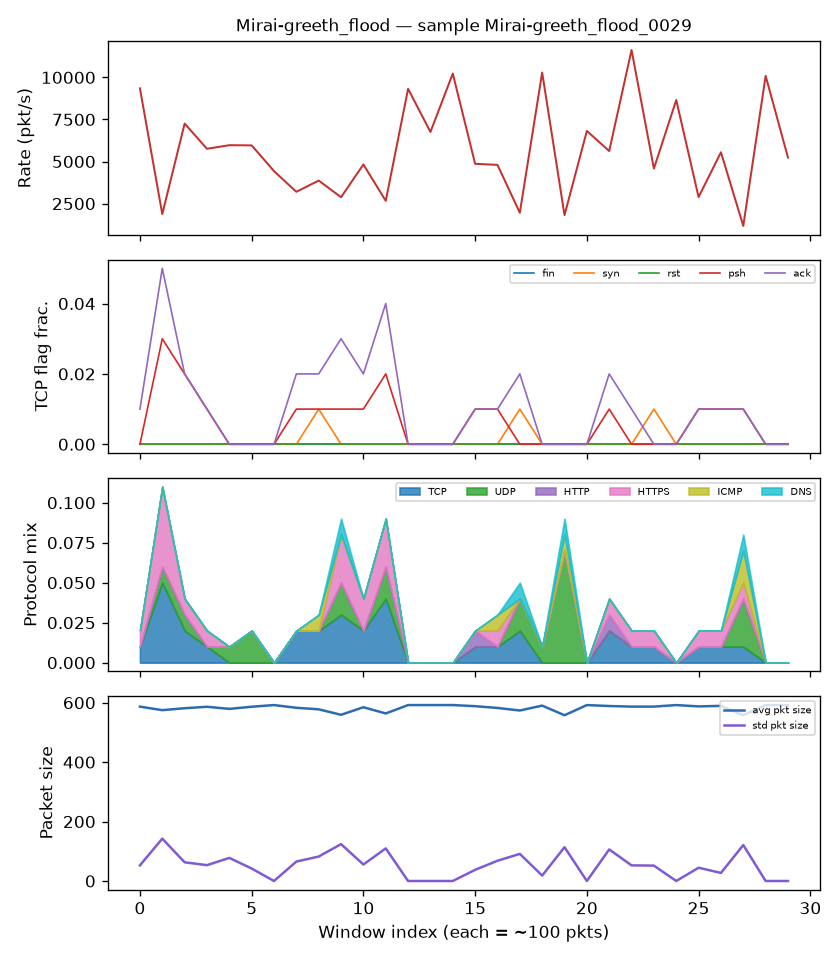 Mirai-greeth_flood — sample Mirai-greeth_flood_0029
Rate (pkt/s)
10000
7500
5000
2500
TCP flag frac.
0.04
0.02
0.00
fin syn rst psh ack
Protocol mix
0.100
0.075
0.050
0.025
0.000
TCP UDP HTTP HTTPS ICMP DNS
Packet size
600
400
200
0
avg pkt size
std pkt size
0 5 10 15 20 25 30
Window index (each = ~100 pkts)